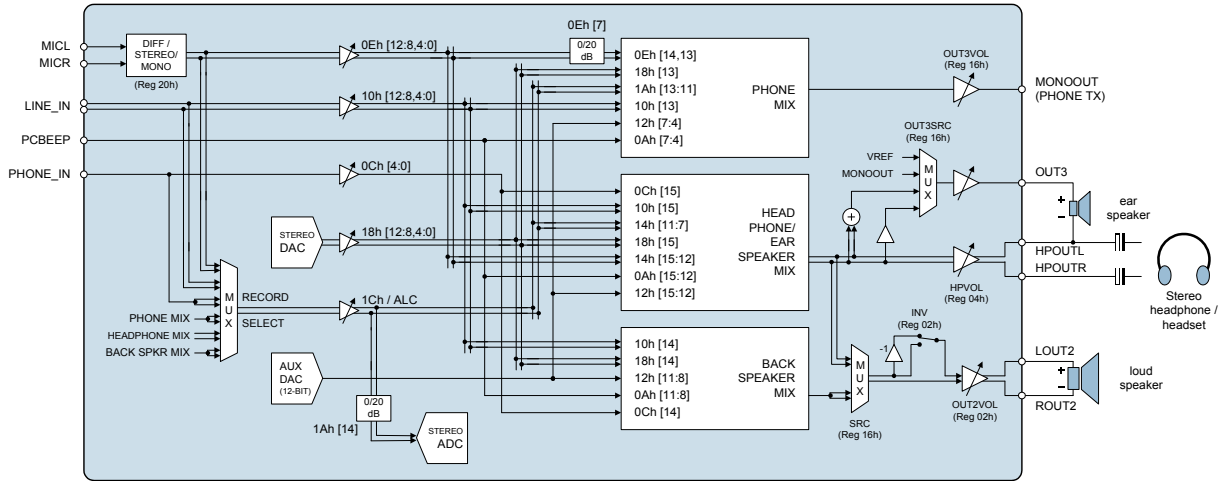 0Eh [7]
MICL
MICR
DIFF /
STEREO /
MONO
(Reg 20h)
0Eh [12:8,4:0]
0/20
dB
LINE_IN
10h [12:8,4:0]
PCBEEP
PHONE_IN
0Ch [4:0]
STEREO
DAC
18h [12:8,4:0]
M
U
X
RECORD
SELECT
1Ch / ALC
PHONE MIX
HEADPHONE MIX
BACK SPKR MIX
AUX
DAC
(12-BIT)
0/20
dB
1Ah [14]
STEREO
ADC
0Eh [14,13]
18h [13]
1Ah [13:11]
10h [13]
12h [7:4]
0Ah [7:4]
PHONE
MIX
0Ch [15]
10h [15]
14h [11:7]
18h [15]
14h [15:12]
0Ah [15:12]
12h [15:12]
HEAD
PHONE/
EAR
SPEAKER
MIX
10h [14]
18h [14]
12h [11:8]
0Ah [11:8]
0Ch [14]
BACK
SPEAKER
MIX
OUT3VOL
(Reg 16h)
MONOOUT
(PHONE TX)
OUT3SRC
(Reg 16h)
VREF
MONOOUT
M
U
X
+
OUT3
+
−
ear
speaker
HPOUTL
HPOUTR
HPVOL
(Reg 04h)
Stereo
headphone /
headset
INV
(Reg 02h)
-1
M
U
X
SRC
(Reg 16h)
OUT2VOL
(Reg 02h)
LOUT2
+
−
loud
speaker
ROUT2